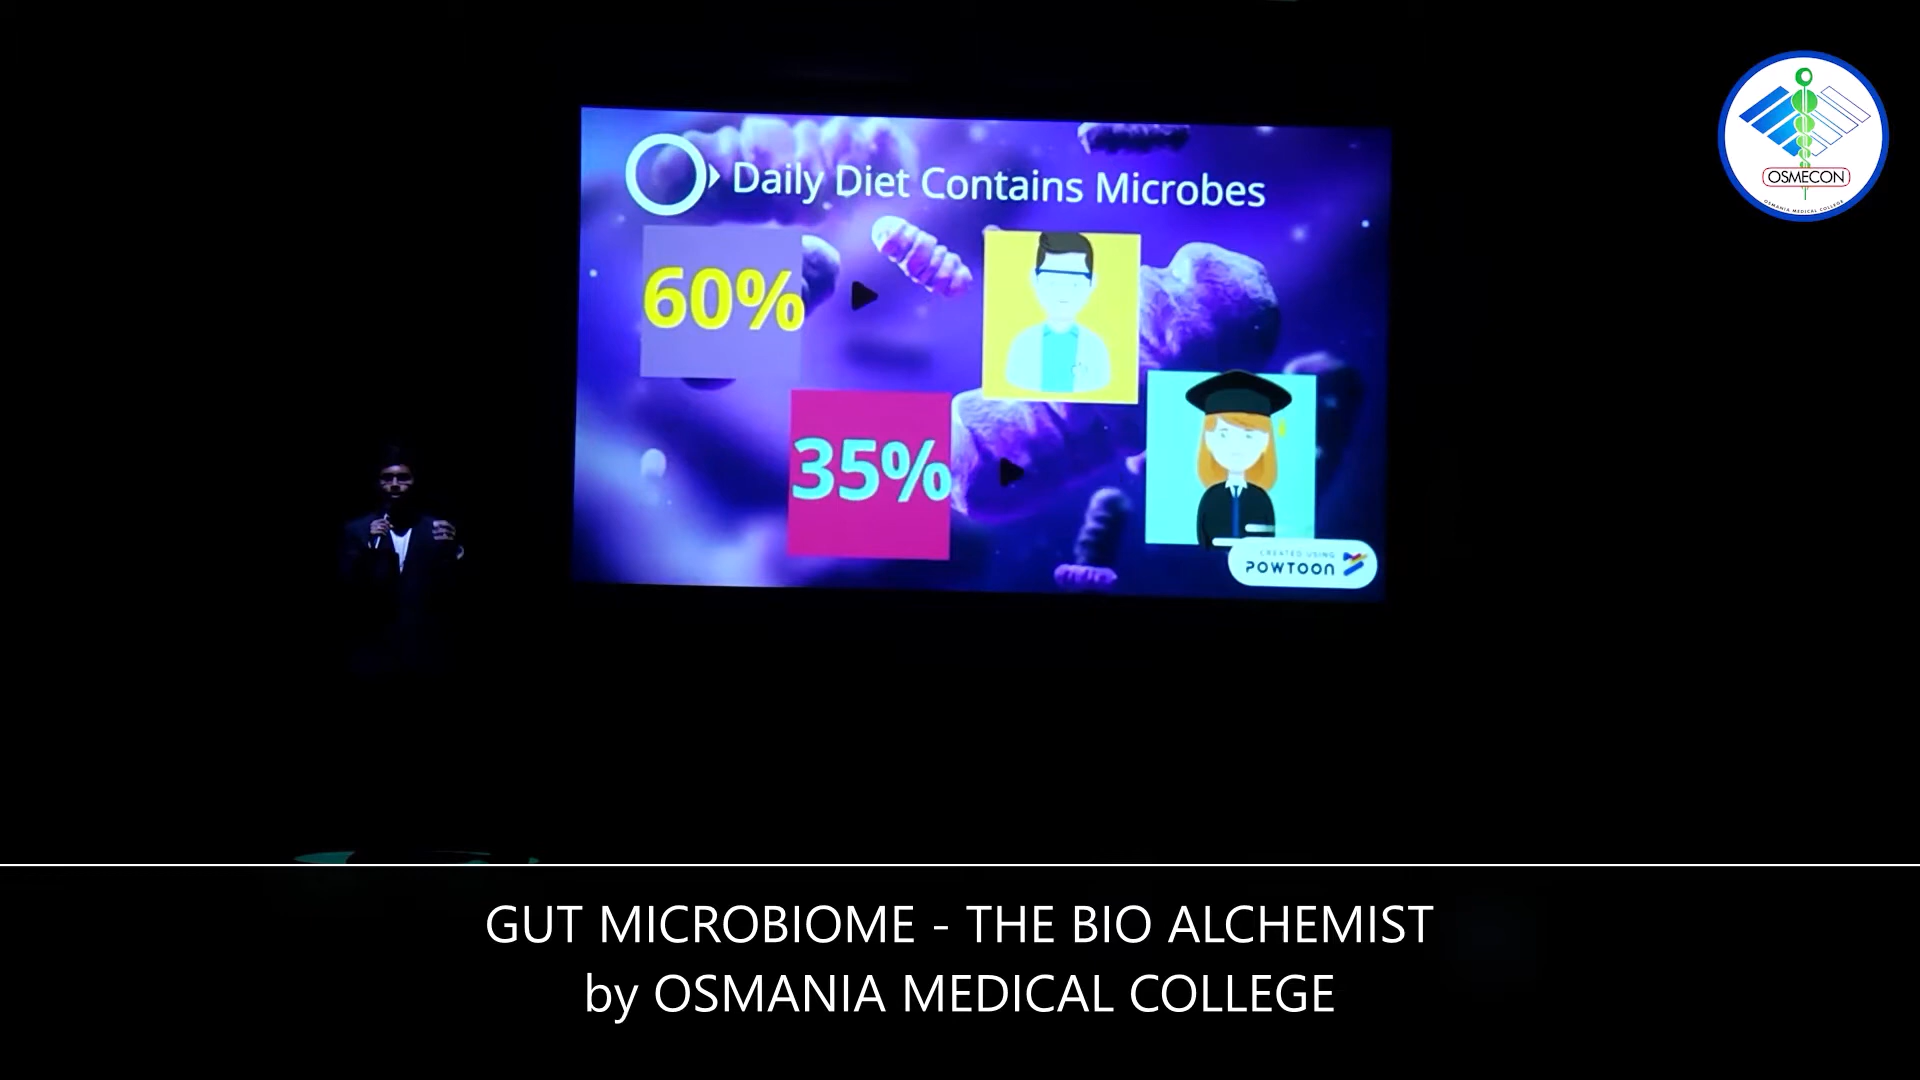 Daily Diet Contains Microbes
60%
35%
CREATED USING
POWTOON
OSMECON
OSMANIA MEDICAL COLLEGE
GUT MICROBIOME - THE BIO ALCHEMIST
by OSMANIA MEDICAL COLLEGE